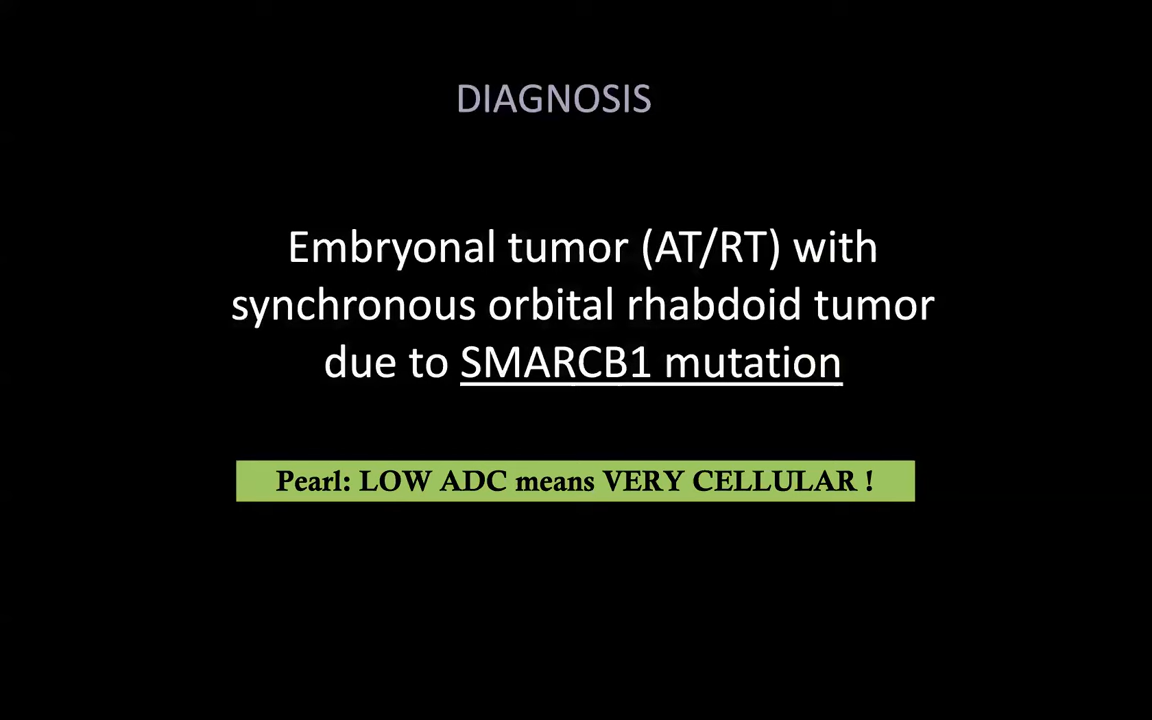 DIAGNOSIS
Embryonal tumor (AT/RT) with
synchronous orbital rhabdoid tumor
due to SMARCB1 mutation
Pearl: LOW ADC means VERY CELLULAR !